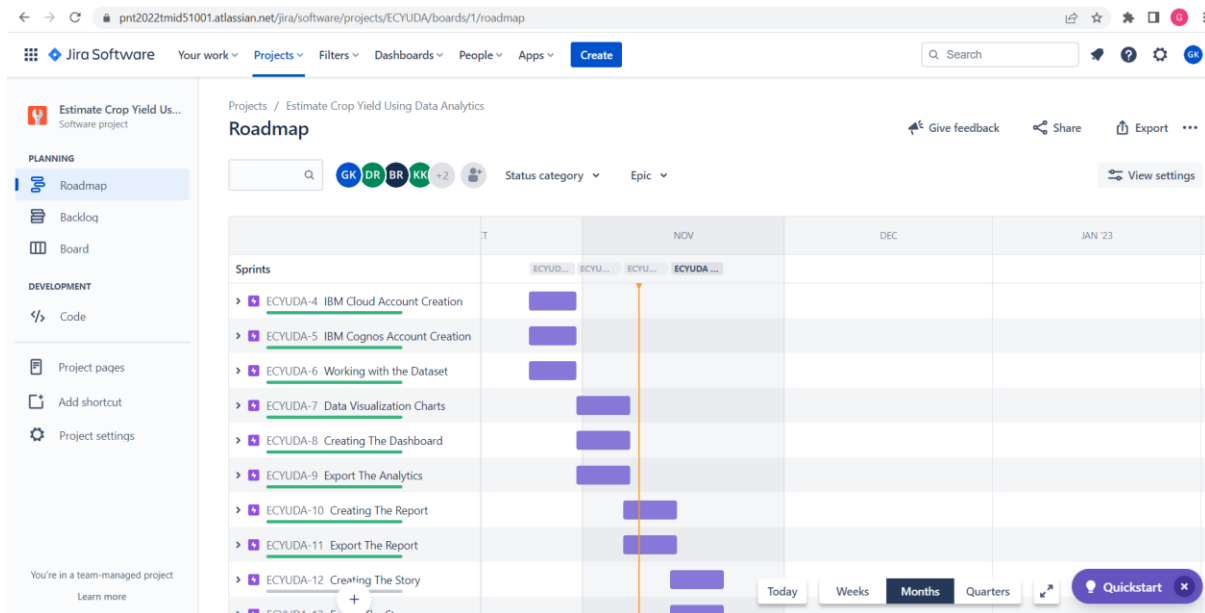 pnt2022tmid51001.atlassian.net/jira/software/projects/ECYUDA/boards/1/roadmap
G
Jira Software Your work Projects Filters Dashboards People Apps Create Search GK
Estimate Crop Yield Us...
Software project
PLANNING
Roadmap
Backlog
Board
DEVELOPMENT
Code
Project pages
Add shortcut
Project settings
You're in a team-managed project
Learn more
Projects / Estimate Crop Yield Using Data Analytics
Roadmap
Give feedback Share Export
GK DR BR KK +2 Status category Epic View settings
NOV DEC JAN '23
Sprints ECYUD... ECYU... ECYU... ECYUDA ...
ECYUDA-4 IBM Cloud Account Creation
ECYUDA-5 IBM Cognos Account Creation
ECYUDA-6 Working with the Dataset
ECYUDA-7 Data Visualization Charts
ECYUDA-8 Creating The Dashboard
ECYUDA-9 Export The Analytics
ECYUDA-10 Creating The Report
ECYUDA-11 Export The Report
ECYUDA-12 Creating The Story
Today Weeks Months Quarters Quickstart